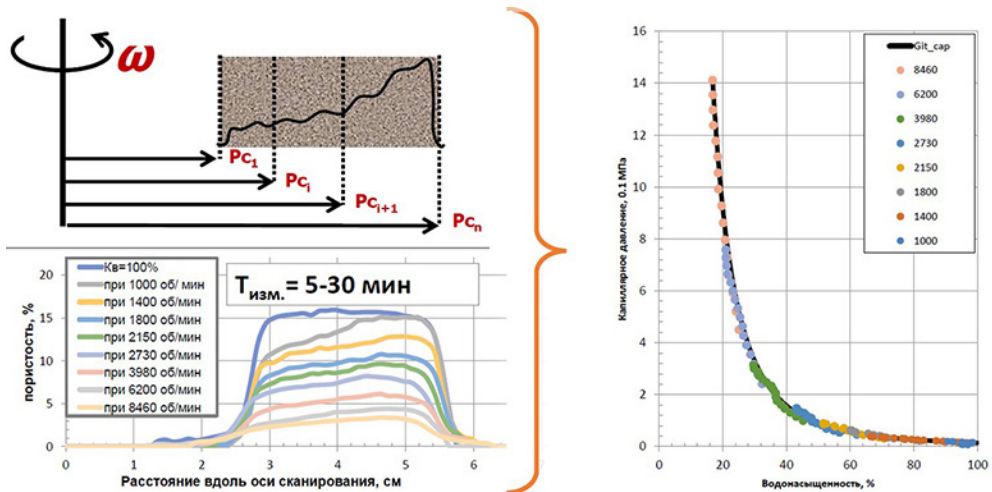 ω
Pc1
Pci
Pci+1
Pcn
Тизм.= 5-30 мин
Кв=100%
при 1000 об/ мин
при 1400 об/мин
при 1800 об/мин
при 2150 об/мин
при 2730 об/мин
при 3980 об/мин
при 6200 об/мин
при 8460 об/мин
пористость, %
20
15
10
5
0
0 1 2 3 4 5 6
Расстояние вдоль оси сканирования, см
Капиллярное давление, 0.1 МПа
16
14
12
10
8
6
4
2
0
0 20 40 60 80 100
Водонасыщенность, %
Git_cap
8460
6200
3980
2730
2150
1800
1400
1000